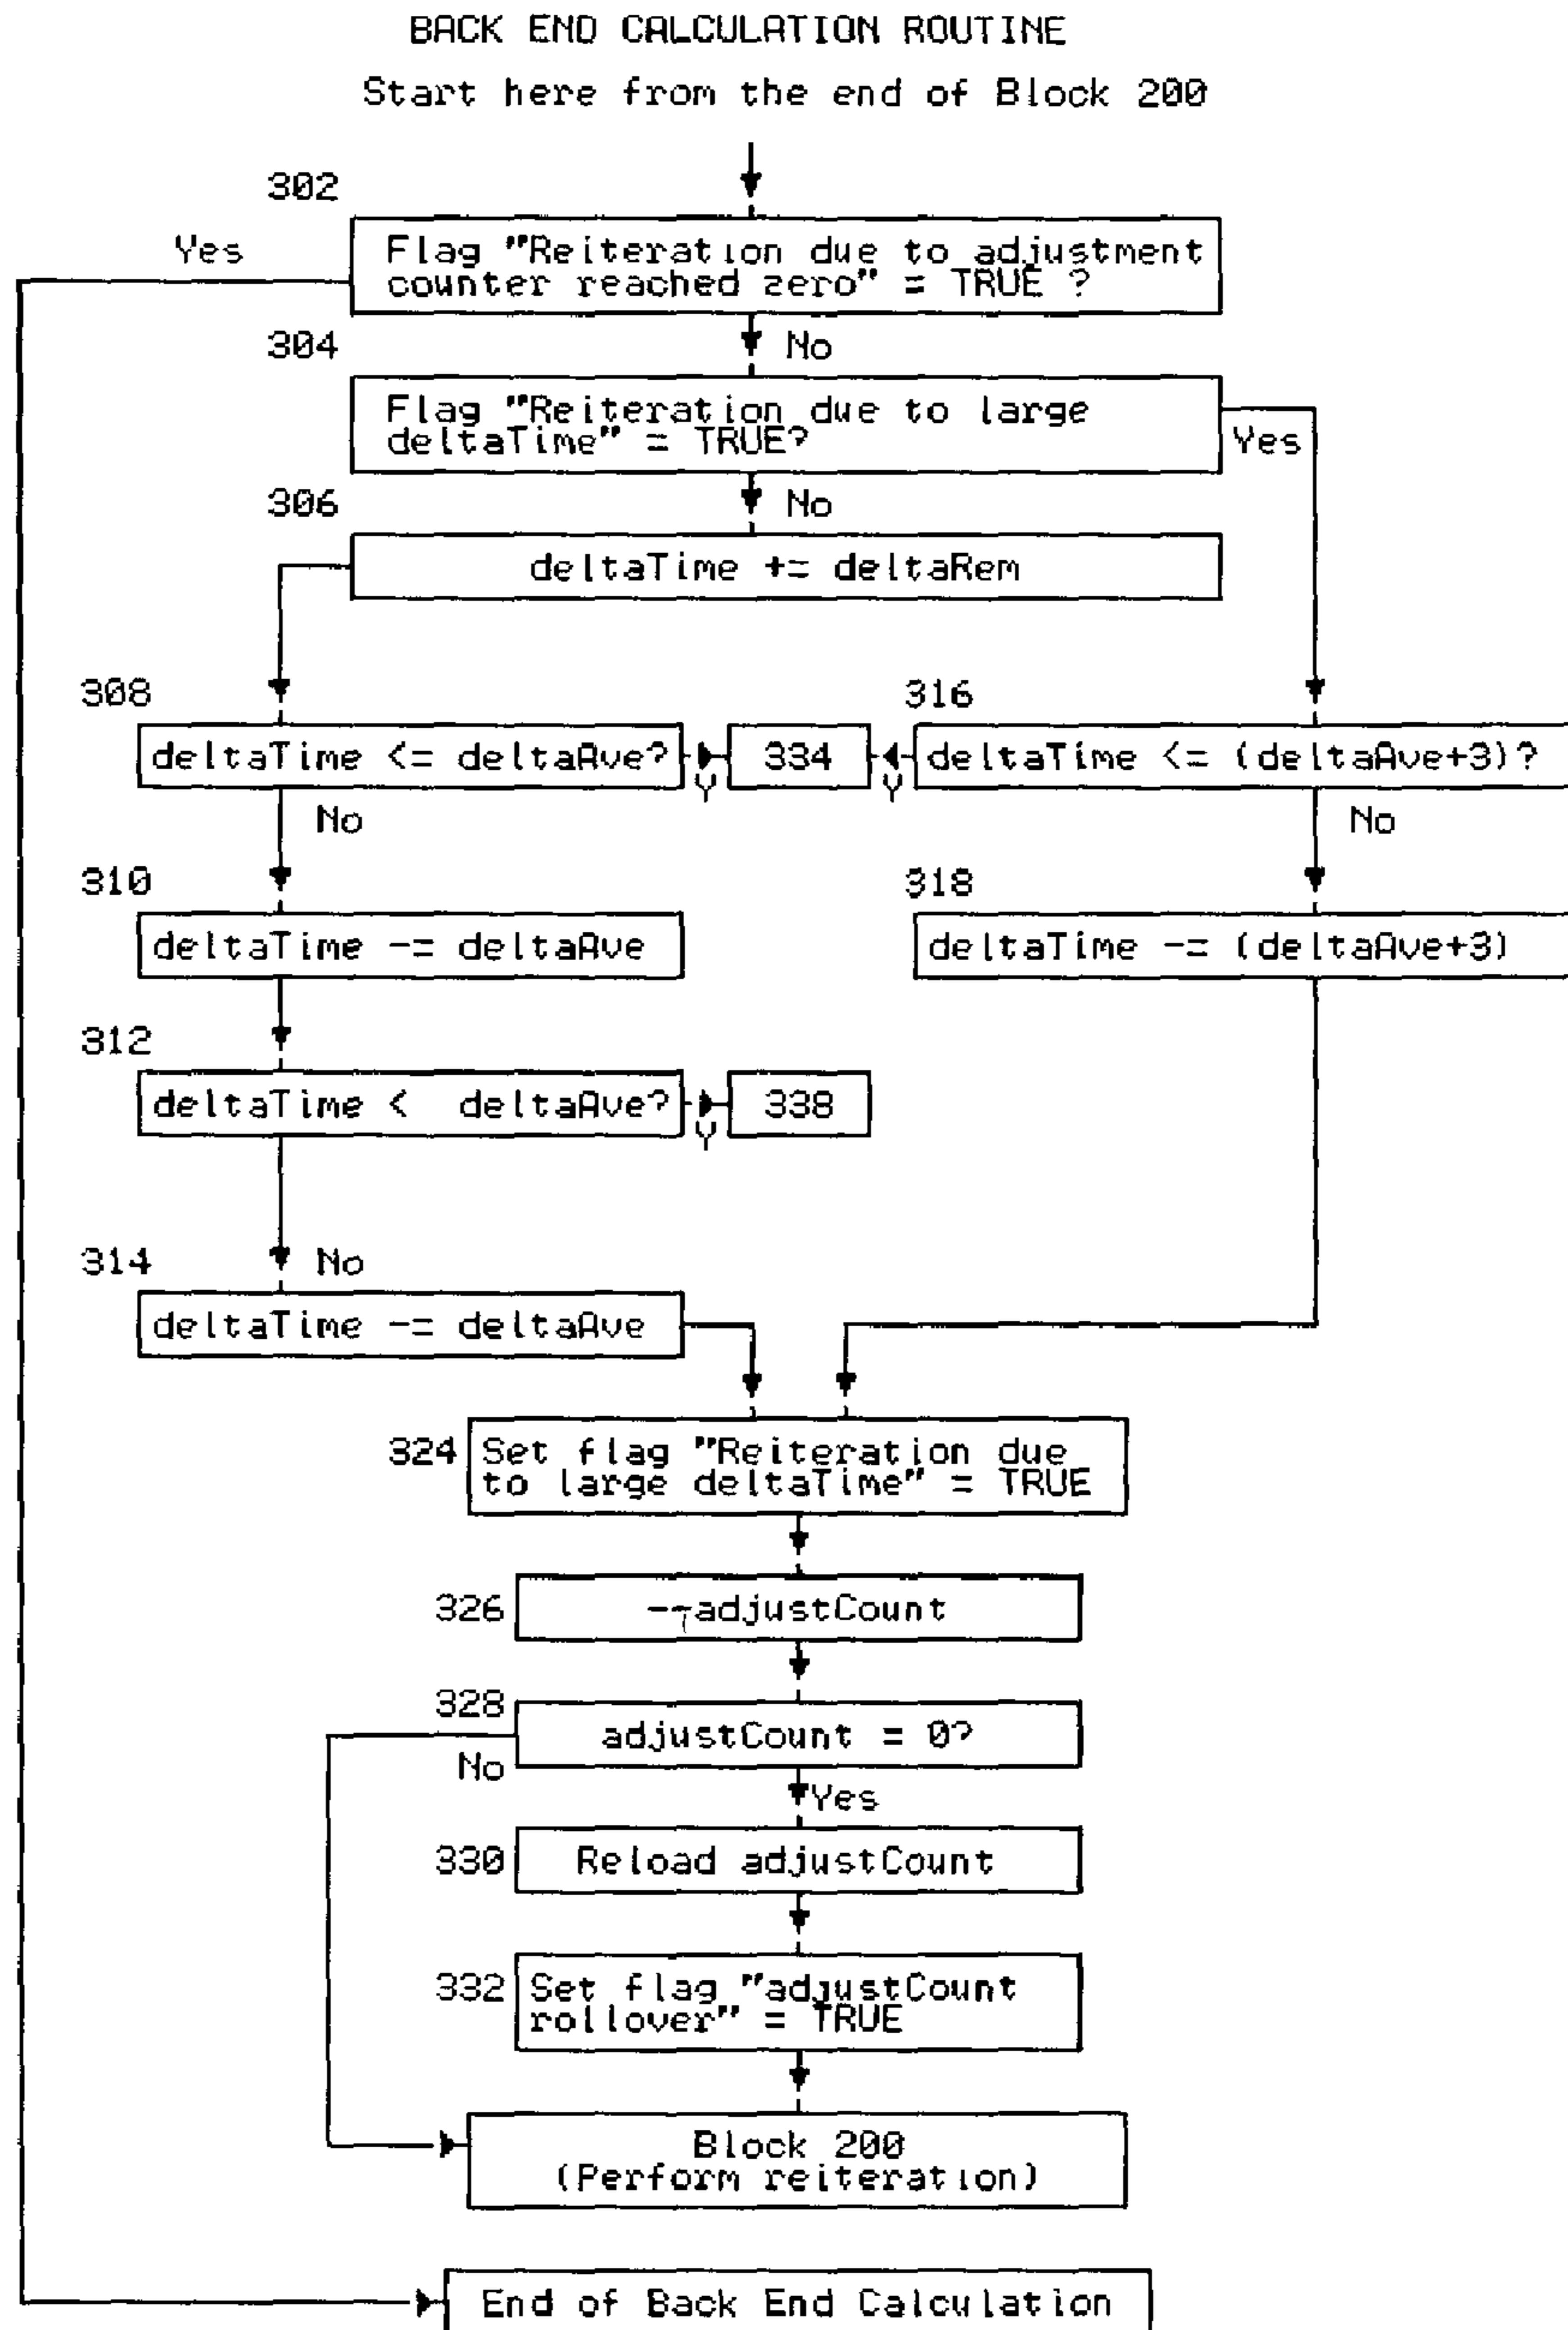 BACK END CALCULATION ROUTINE
Start here from the end of Block 200
302
Yes
Flag "Reiteration due to adjustment
counter reached zero" = TRUE ?
304
No
Flag "Reiteration due to large
deltaTime" = TRUE?
Yes
306
No
deltaTime += deltaRem
308
316
deltaTime <= deltaAve?
Y
334
Y
deltaTime <= (deltaAve+3)?
No
No
310
318
deltaTime -= deltaAve
deltaTime -= (deltaAve+3)
312
deltaTime < deltaAve?
Y
338
314
No
deltaTime -= deltaAve
324
Set flag "Reiteration due
to large deltaTime" = TRUE
326
--adjustCount
328
adjustCount = 0?
No
Yes
330
Reload adjustCount
332
Set flag "adjustCount
rollover" = TRUE
Block 200
(Perform reiteration)
End of Back End Calculation